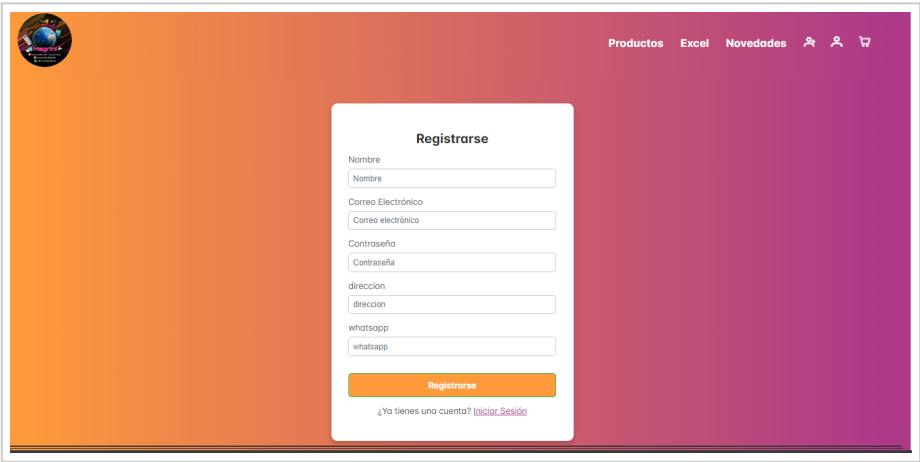 Magrini
Productos Excel Novedades
Registrarse
Nombre
Nombre
Correo Electrónico
Correo electrónico
Contraseña
Contraseña
direccion
direccion
whatsapp
whatsapp
Registrarse
¿Ya tienes una cuenta? Iniciar Sesión